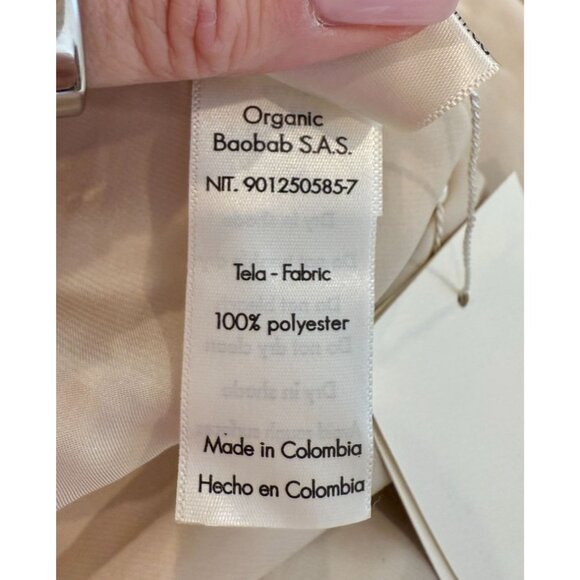 Organic
Baobab S.A.S.
NIT. 901250585-7
Tela - Fabric
100% polyester
Made in Colombia
Hecho en Colombia